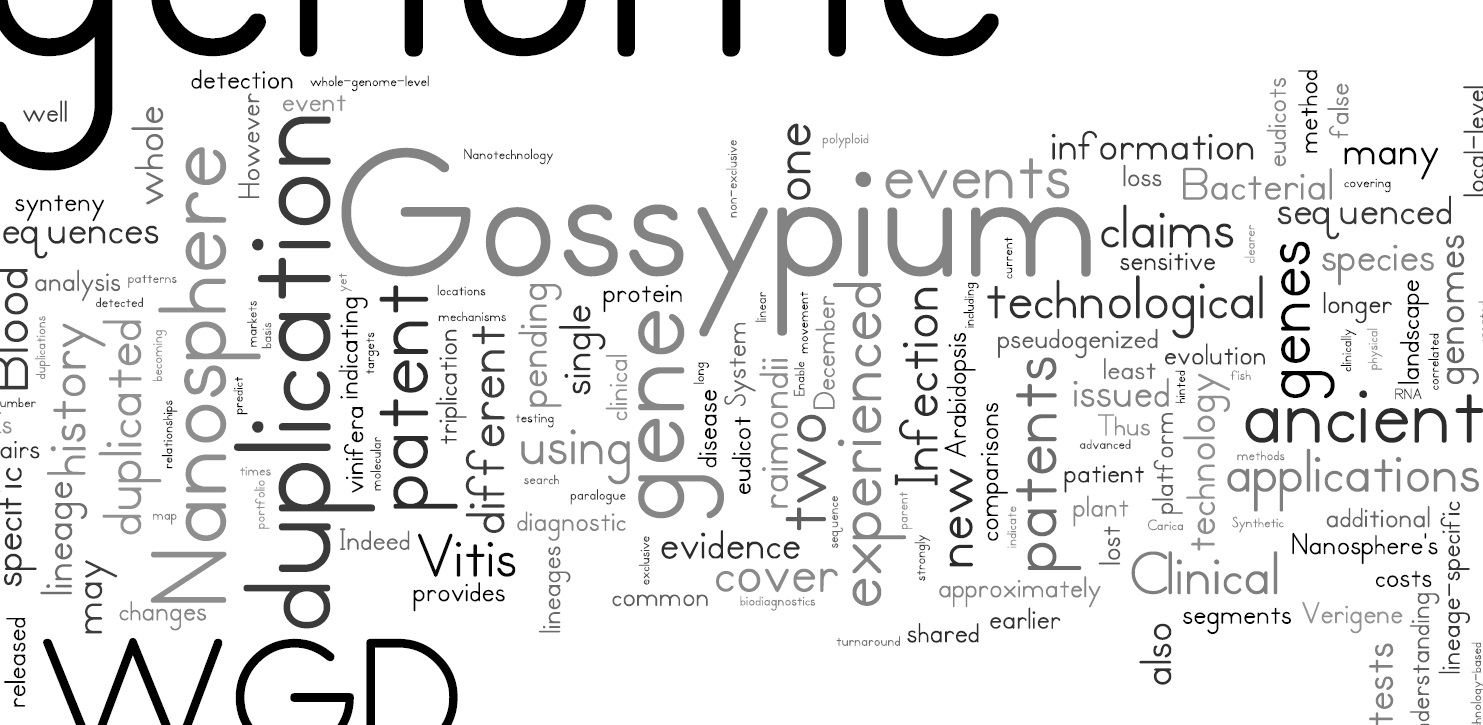 genome
detection
whole-genome-level
well
whole
However
event
Nanotechnology
non-exclusive
one
polyploid
information
eudicots
method
false
many
local-level
synteny
equences
Nanosphere
duplication
Gossypium
events
loss
Bacterial
covering
claims
sensitive
current
clearer
sequenced
species
genomes
Blood
analysis
patterns
detected
duplications
history
duplicated
becoming
markets
basis
yet
indicating
targets
patent
locations
mechanisms
pending
single
protein
gene
linear
movement
December
experienced
Infection
including
technological
genes
longer
landscape
pseudogenized
evolution
clinically
physical
correlated
umber
relationships
predict
vinifera
molecular
triplication
different
testing
clinical
long
disease
System
eudicot
raimondii
Enable
two
new
Arabidopsis
comparisons
patents
least
issued
Thus
advanced
hinted
fish
RNA
technology
ancient
airs
specific
lineage
times
portfolio
map
using
search
paralogue
diagnostic
sequence
parent
indicate
patient
platform
plant
methods
applications
Carica
Synthetic
additional
lineage-specific
may
changes
Indeed
Vitis
provides
lineages
exclusive
evidence
cover
common
biodiagnostics
strongly
approximately
lost
Clinical
Nanosphere's
costs
released
WGD
turnaround
shared
earlier
also
segments
Verigene
tests
nderstanding
hnology-based